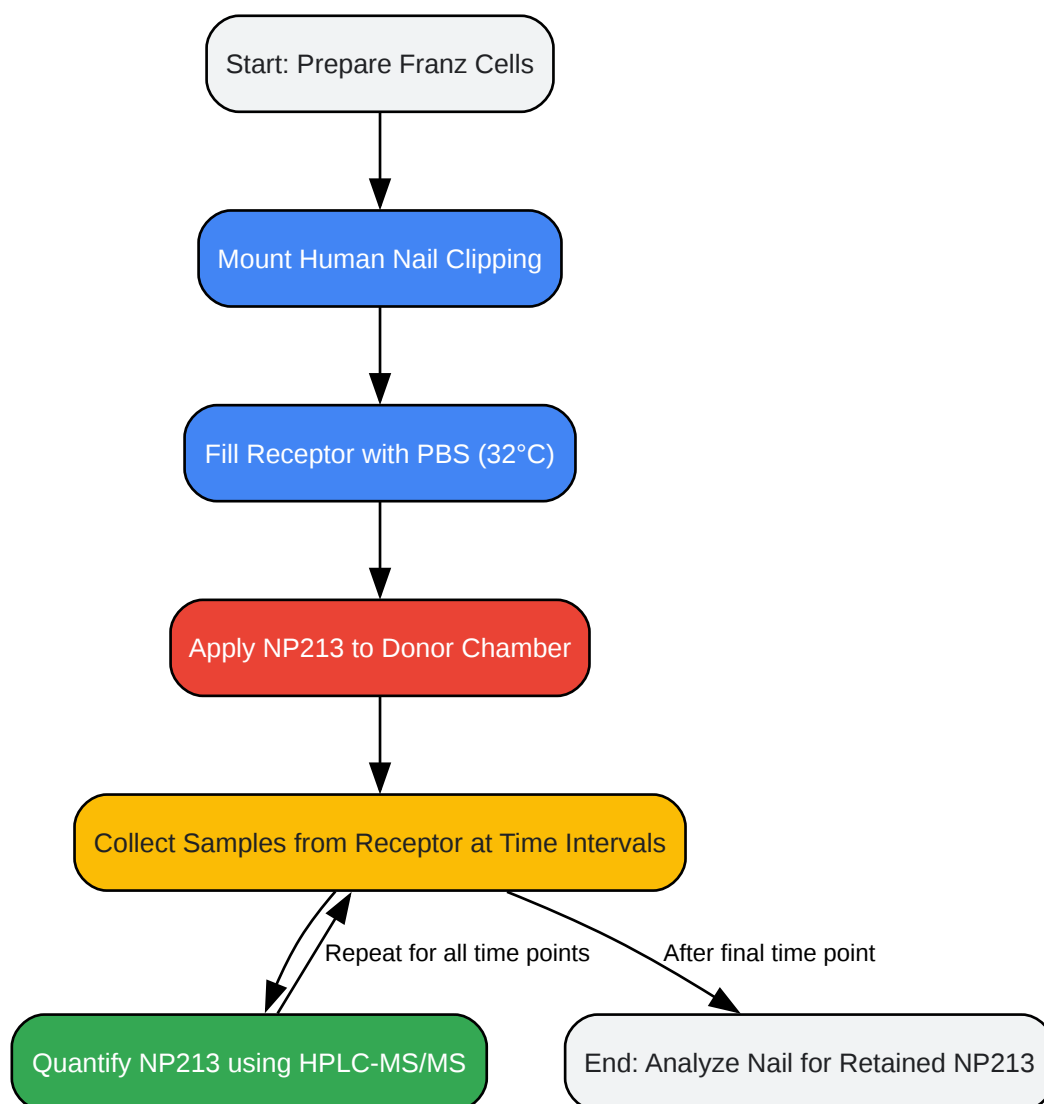 Start: Prepare Franz Cells
Mount Human Nail Clipping
Fill Receptor with PBS (32°C)
Apply NP213 to Donor Chamber
Collect Samples from Receptor at Time Intervals
Repeat for all time points
After final time point
Quantify NP213 using HPLC-MS/MS
End: Analyze Nail for Retained NP213